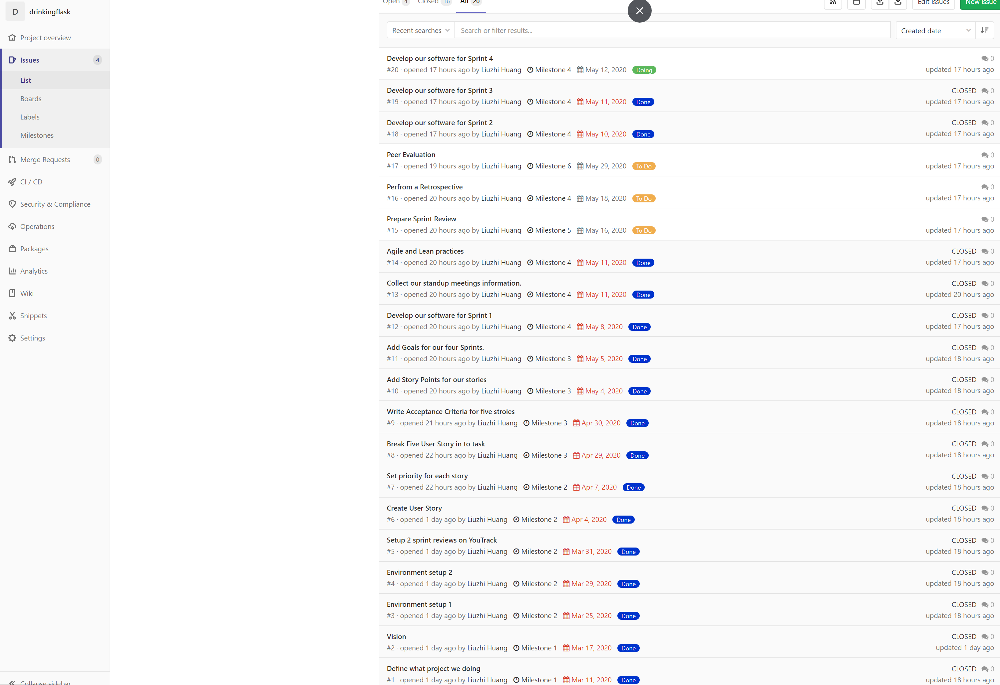 D drinkingflask
Project overview
Issues 4
List
Boards
Labels
Milestones
Merge Requests 0
CI / CD
Security & Compliance
Operations
Packages
Analytics
Wiki
Snippets
Settings
Collapse sidebar
Open 4 Closed 16 All 20 Edit issues New issue
Recent searches Search or filter results... Created date
Develop our software for Sprint 4 0
#20 · opened 17 hours ago by Liuzhi Huang Milestone 4 May 12, 2020 Doing updated 17 hours ago
Develop our software for Sprint 3 CLOSED 0
#19 · opened 17 hours ago by Liuzhi Huang Milestone 4 May 11, 2020 Done updated 17 hours ago
Develop our software for Sprint 2 CLOSED 0
#18 · opened 17 hours ago by Liuzhi Huang Milestone 4 May 10, 2020 Done updated 17 hours ago
Peer Evaluation 0
#17 · opened 19 hours ago by Liuzhi Huang Milestone 6 May 29, 2020 To Do updated 17 hours ago
Perfrom a Retrospective 0
#16 · opened 20 hours ago by Liuzhi Huang Milestone 4 May 18, 2020 To Do updated 17 hours ago
Prepare Sprint Review 0
#15 · opened 20 hours ago by Liuzhi Huang Milestone 5 May 16, 2020 To Do updated 17 hours ago
Agile and Lean practices CLOSED 0
#14 · opened 20 hours ago by Liuzhi Huang Milestone 4 May 11, 2020 Done updated 17 hours ago
Collect our standup meetings information. CLOSED 0
#13 · opened 20 hours ago by Liuzhi Huang Milestone 4 May 11, 2020 Done updated 20 hours ago
Develop our software for Sprint 1 CLOSED 0
#12 · opened 20 hours ago by Liuzhi Huang Milestone 4 May 8, 2020 Done updated 17 hours ago
Add Goals for our four Sprints. CLOSED 0
#11 · opened 20 hours ago by Liuzhi Huang Milestone 3 May 5, 2020 Done updated 18 hours ago
Add Story Points for our stories CLOSED 0
#10 · opened 20 hours ago by Liuzhi Huang Milestone 3 May 4, 2020 Done updated 18 hours ago
Write Acceptance Criteria for five stroies CLOSED 0
#9 · opened 21 hours ago by Liuzhi Huang Milestone 3 Apr 30, 2020 Done updated 18 hours ago
Break Five User Story in to task CLOSED 0
#8 · opened 22 hours ago by Liuzhi Huang Milestone 3 Apr 29, 2020 Done updated 18 hours ago
Set priority for each story CLOSED 0
#7 · opened 22 hours ago by Liuzhi Huang Milestone 2 Apr 7, 2020 Done updated 18 hours ago
Create User Story CLOSED 0
#6 · opened 1 day ago by Liuzhi Huang Milestone 2 Apr 4, 2020 Done updated 18 hours ago
Setup 2 sprint reviews on YouTrack CLOSED 0
#5 · opened 1 day ago by Liuzhi Huang Milestone 2 Mar 31, 2020 Done updated 18 hours ago
Environment setup 2 CLOSED 0
#4 · opened 1 day ago by Liuzhi Huang Milestone 2 Mar 29, 2020 Done updated 18 hours ago
Environment setup 1 CLOSED 0
#3 · opened 1 day ago by Liuzhi Huang Milestone 2 Mar 25, 2020 Done updated 18 hours ago
Vision CLOSED 0
#2 · opened 1 day ago by Liuzhi Huang Milestone 1 Mar 17, 2020 Done updated 1 day ago
Define what project we doing CLOSED 0
#1 · opened 1 day ago by Liuzhi Huang Milestone 1 Mar 11, 2020 Done updated 18 hours ago